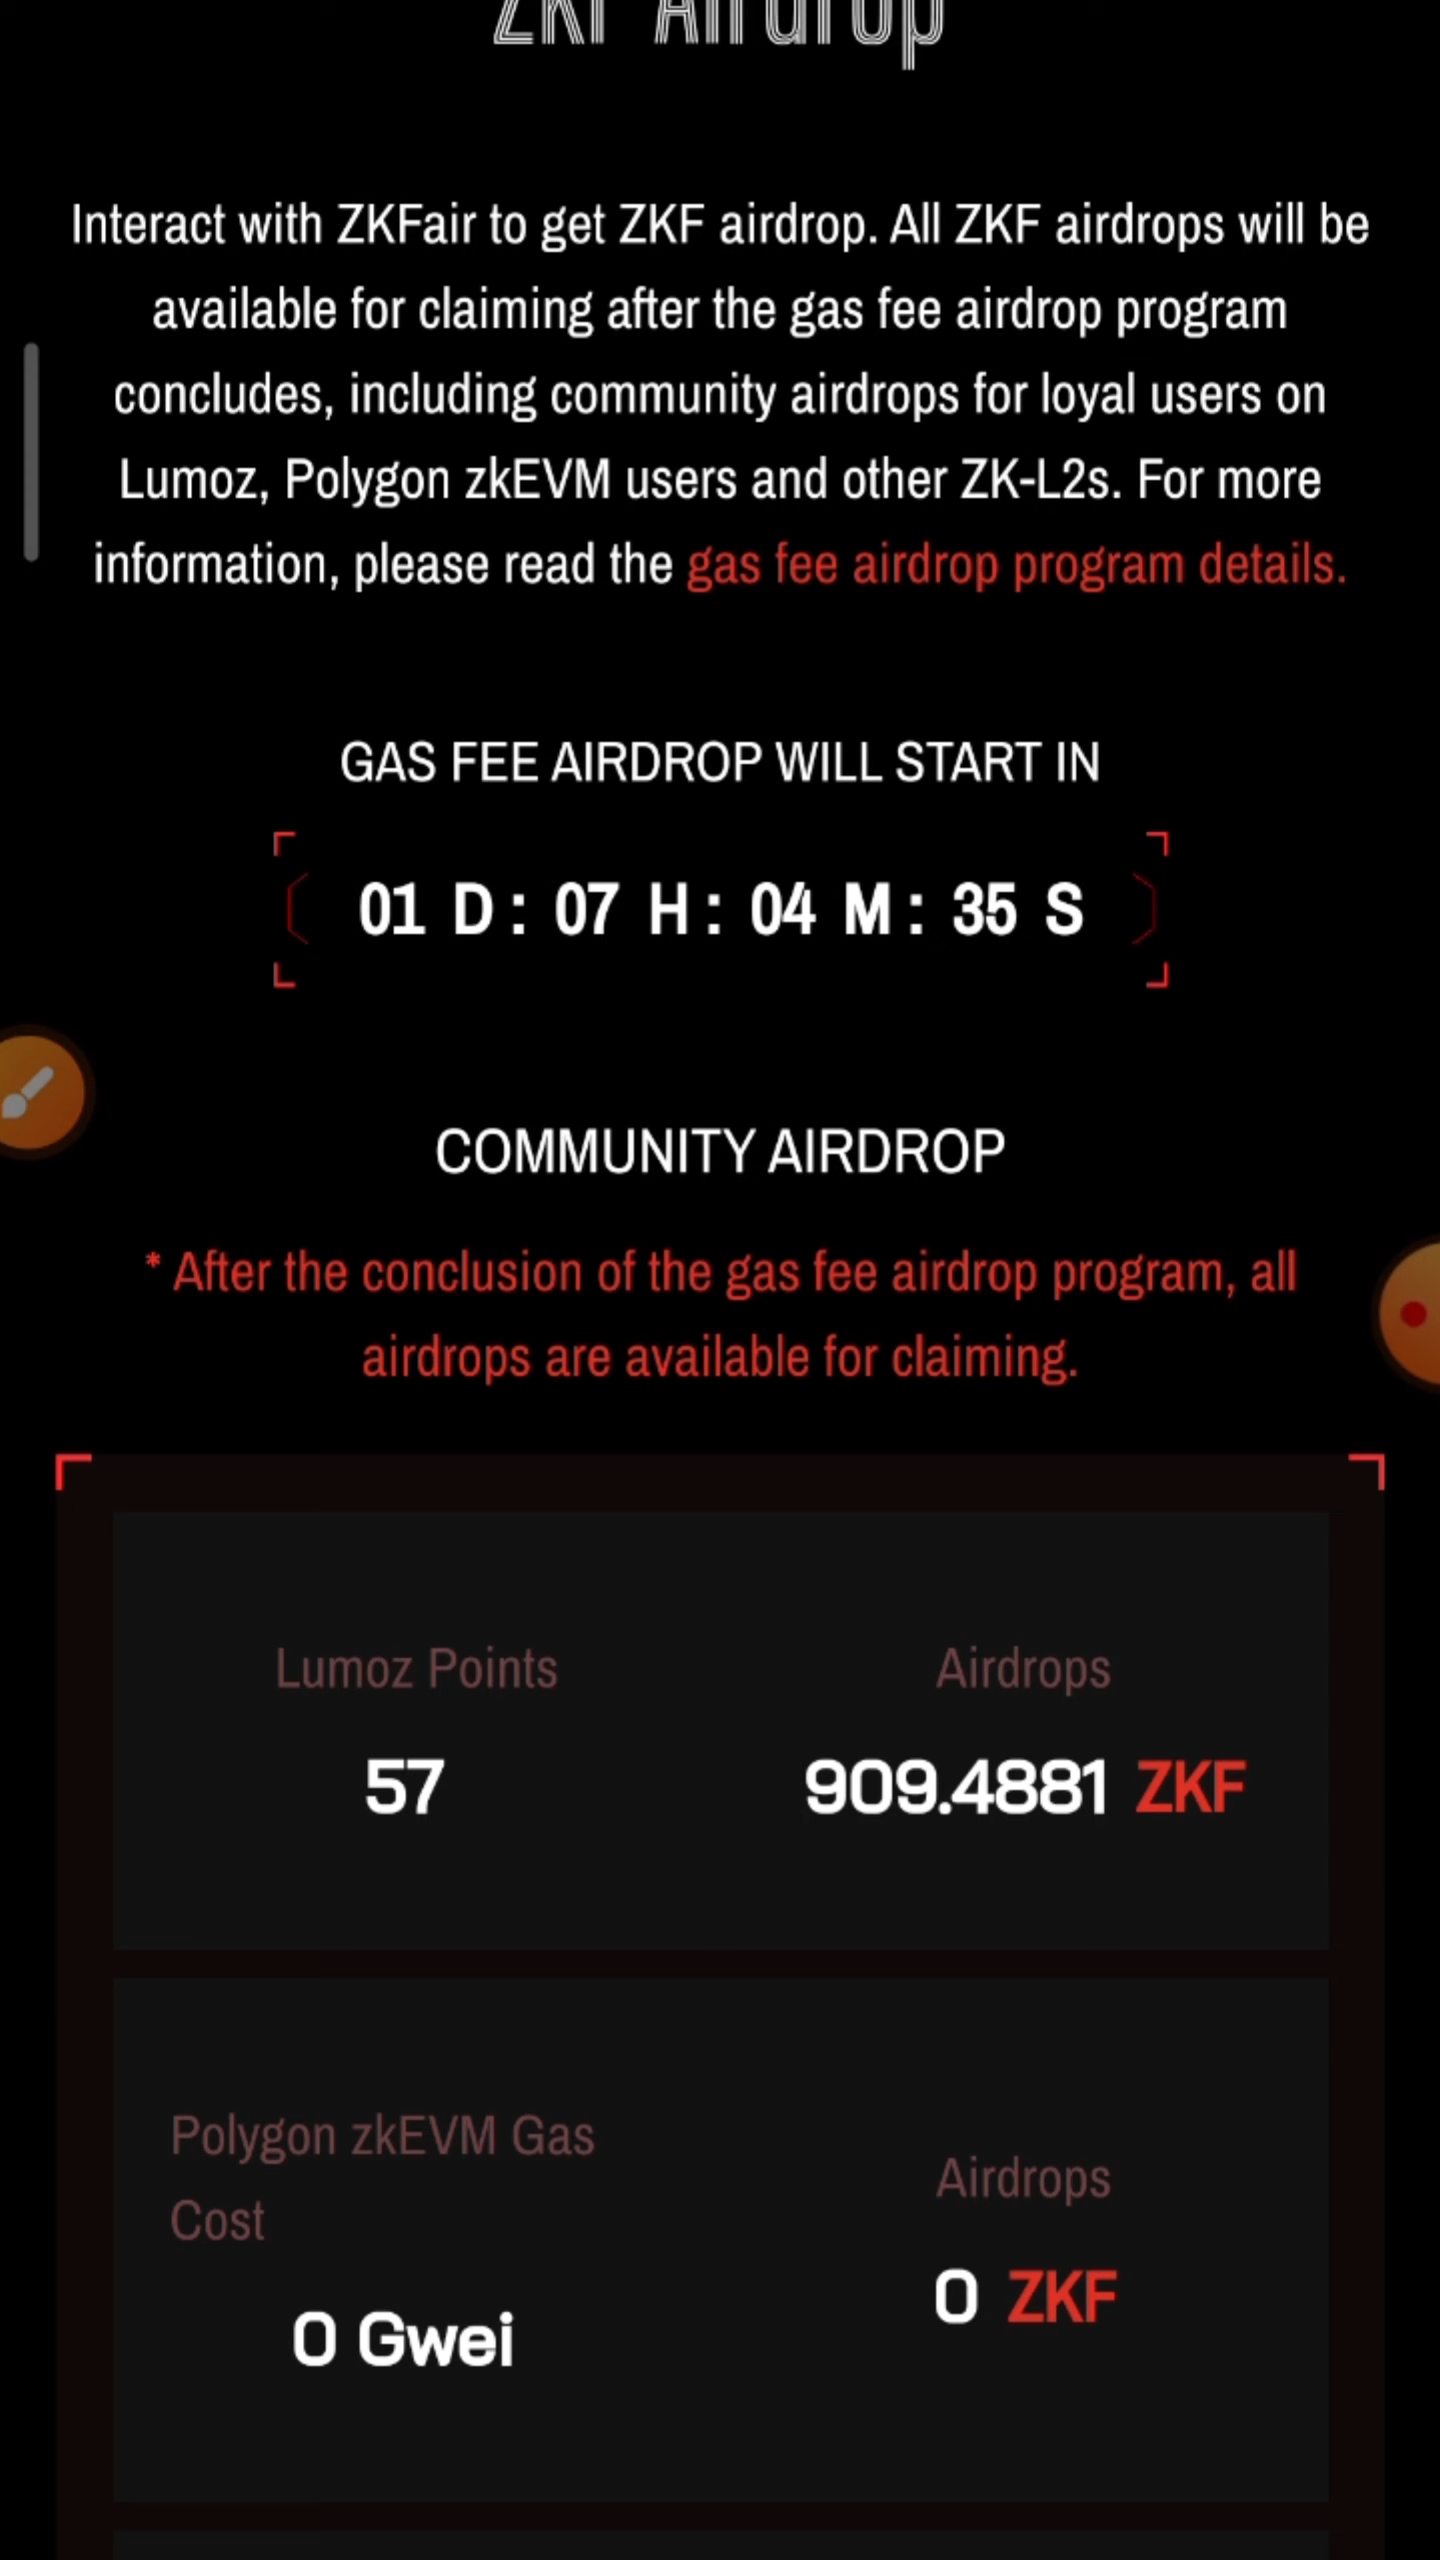 ZKF Airdrop
Interact with ZKFair to get ZKF airdrop. All ZKF airdrops will be
available for claiming after the gas fee airdrop program
concludes, including community airdrops for loyal users on
Lumoz, Polygon zkEVM users and other ZK-L2s. For more
information, please read the gas fee airdrop program details.
GAS FEE AIRDROP WILL START IN
01 D : 07 H : 04 M : 35 S
COMMUNITY AIRDROP
* After the conclusion of the gas fee airdrop program, all
airdrops are available for claiming.
Lumoz Points
Airdrops
57
909.4881 ZKF
Polygon zkEVM Gas
Cost
Airdrops
0 Gwei
0 ZKF